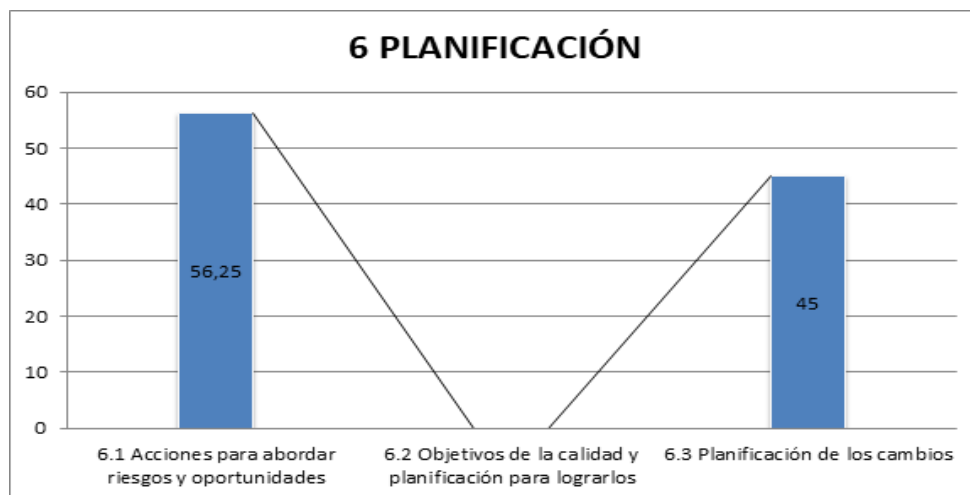 6 PLANIFICACIÓN
60
50
40
30
20
10
0
56,25
45
6.1 Acciones para abordar
riesgos y oportunidades
6.2 Objetivos de la calidad y
planificación para lograrlos
6.3 Planificación de los cambios